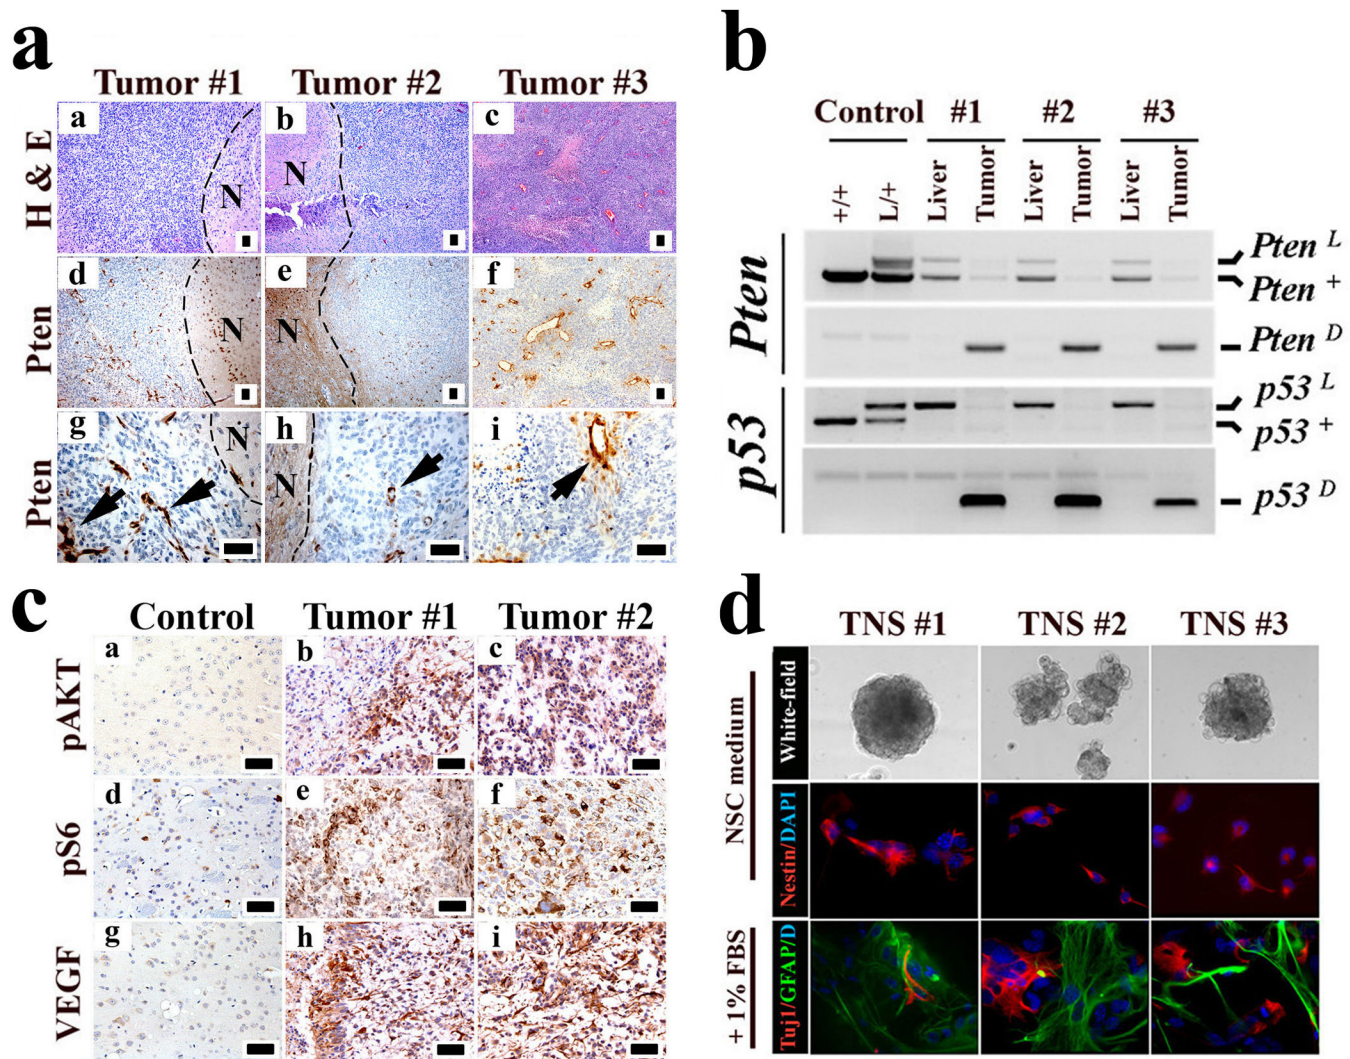 a
Tumor #1 Tumor #2 Tumor #3
H & E
a b c
N N
Pten
d e f
N N
Pten
g h i
N N
b
Control #1 #2 #3
+/+ L/+ Liver Tumor Liver Tumor Liver Tumor
Pten
Pten L
Pten +
Pten D
p53
p53 L
p53 +
p53 D
c
Control Tumor #1 Tumor #2
pAKT
a b c
pS6
d e f
VEGF
g h i
d
TNS #1 TNS #2 TNS #3
NSC medium
White-field
Nestin/DAPI
+ 1% FBS
Tuj1/GFAP/D